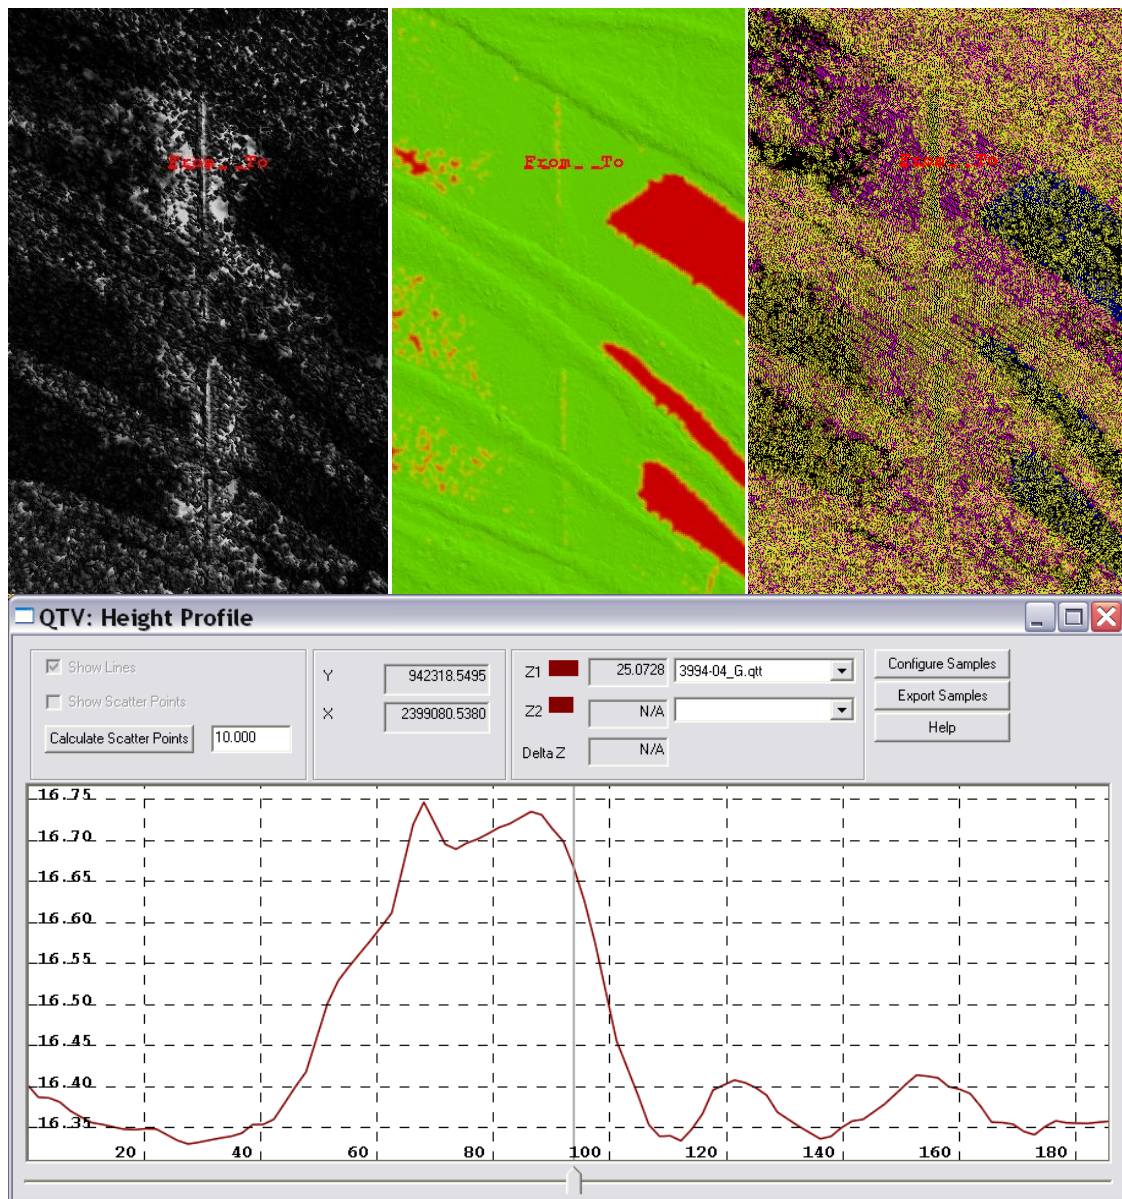 From_ _To
From_ _To
From_ _To
QTV: Height Profile
Show Lines
Show Scatter Points
Calculate Scatter Points
10.000
Y
942318.5495
X
2399080.5380
Z1
25.0728
3994-04_G.qtt
Z2
N/A
Delta Z
N/A
Configure Samples
Export Samples
Help
16.75
16.70
16.65
16.60
16.55
16.50
16.45
16.40
16.35
20 40 60 80 100 120 140 160 180